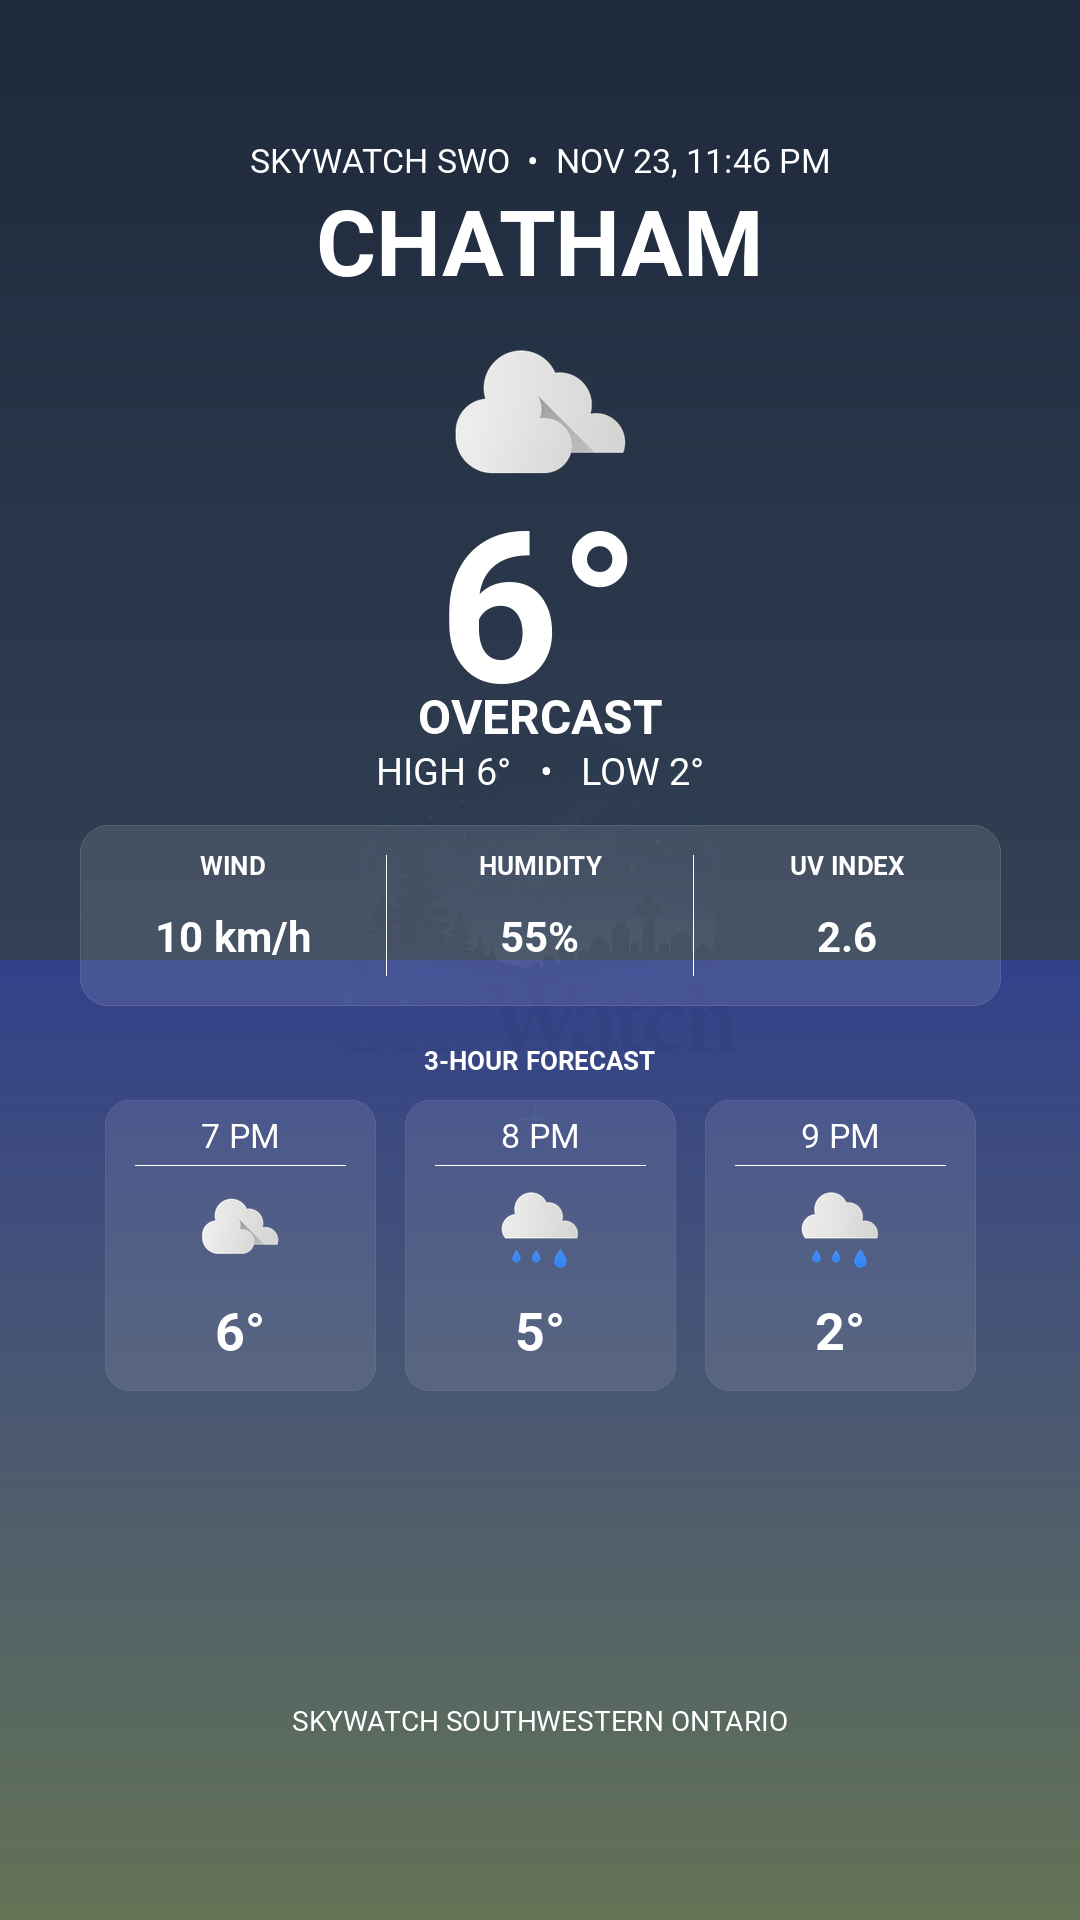 SKYWATCH SWO • NOV 23, 11:46 PM
CHATHAM
6°
OVERCAST
HIGH 6° • LOW 2°
WIND HUMIDITY UV INDEX
10 km/h 55% 2.6
SkyWatch
3-HOUR FORECAST
7 PM 8 PM 9 PM
6° 5° 2°
SKYWATCH SOUTHWESTERN ONTARIO